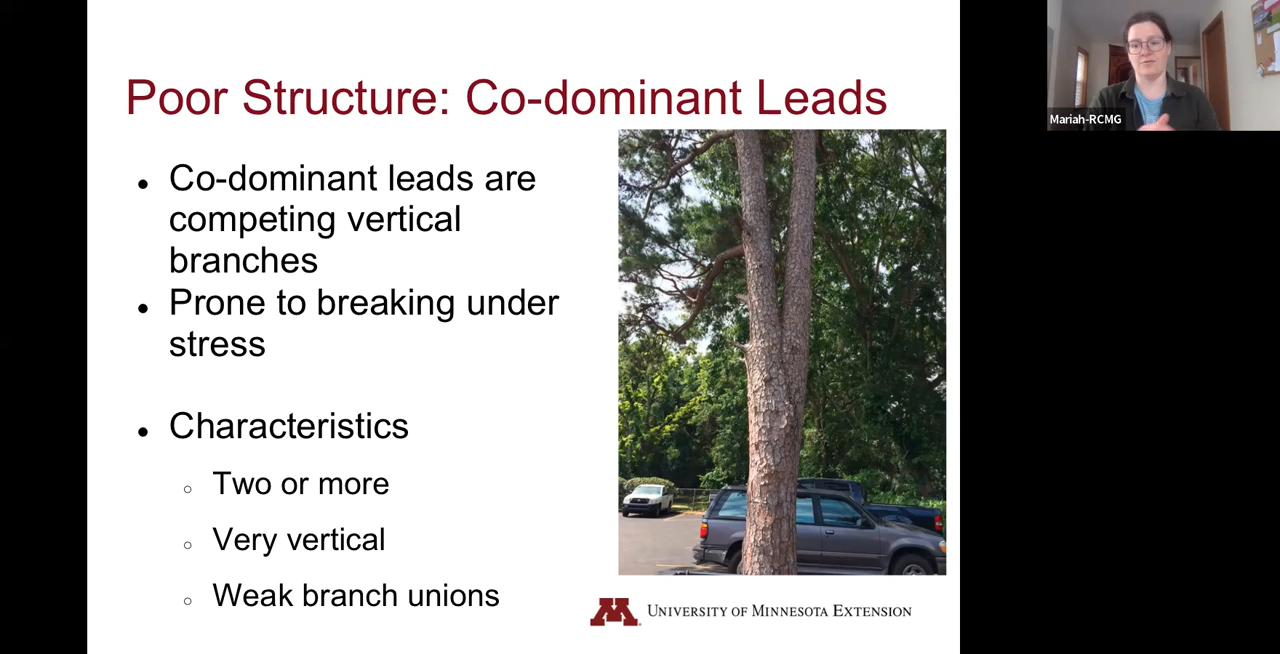 Poor Structure: Co-dominant Leads
Co-dominant leads are
competing vertical
branches
Prone to breaking under
stress
Characteristics
Two or more
Very vertical
Weak branch unions
M
UNIVERSITY OF MINNESOTA EXTENSION
Mariah-RCMG